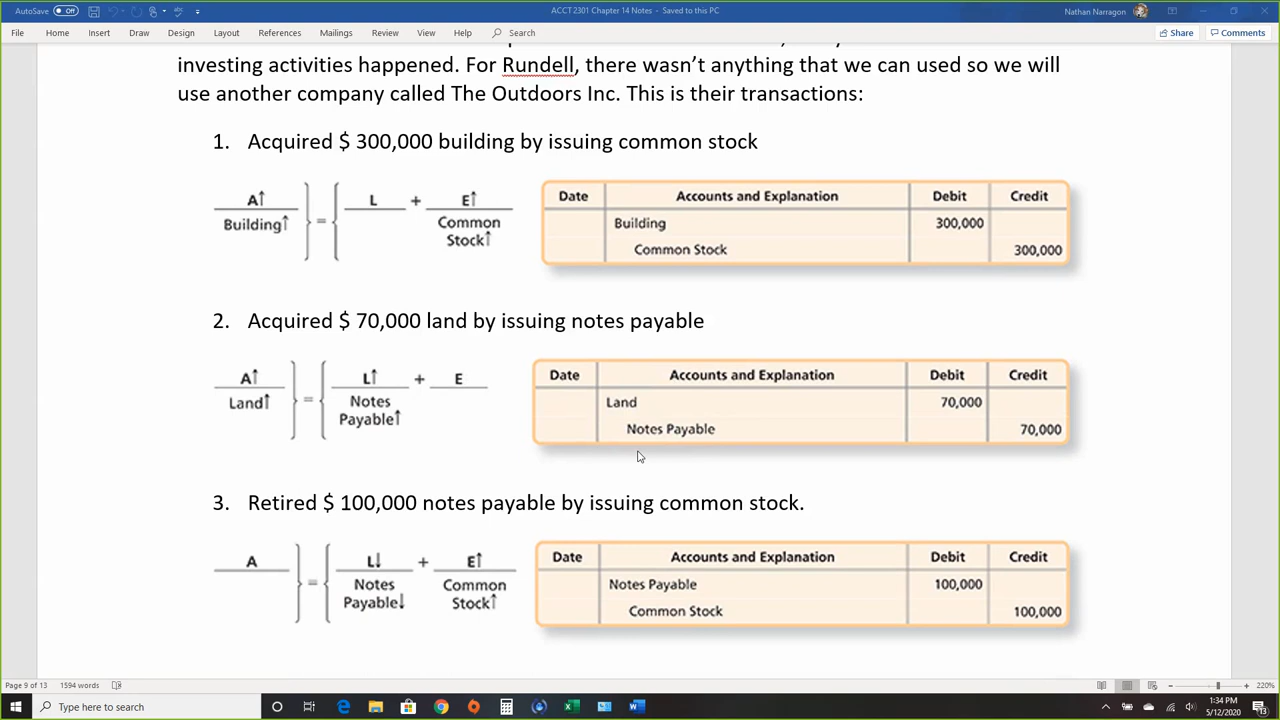 AutoSave Off
ACCT 2301 Chapter 14 Notes - Saved to this PC
Nathan Narragon
File Home Insert Draw Design Layout References Mailings Review View Help Search Share Comments
investing activities happened. For Rundell, there wasn’t anything that we can used so we will
use another company called The Outdoors Inc. This is their transactions:
1. Acquired $ 300,000 building by issuing common stock
A↑ } = { L + E↑
Building↑ Common
Stock↑
Date Accounts and Explanation Debit Credit
Building 300,000
Common Stock 300,000
2. Acquired $ 70,000 land by issuing notes payable
A↑ } = { L↑ + E
Land↑ Notes
Payable↑
Date Accounts and Explanation Debit Credit
Land 70,000
Notes Payable 70,000
3. Retired $ 100,000 notes payable by issuing common stock.
A } = { L↓ + E↑
Notes Common
Payable↓ Stock↑
Date Accounts and Explanation Debit Credit
Notes Payable 100,000
Common Stock 100,000
Page 9 of 13 1594 words 220%
Type here to search
1:34 PM
5/12/2020